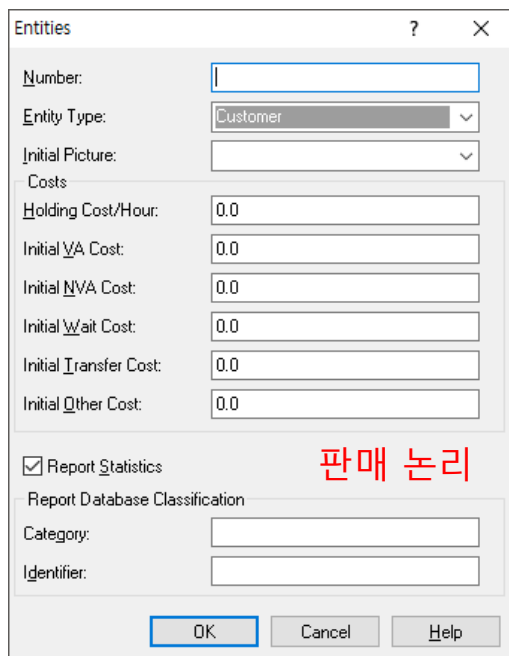 Entities ? ×
Number:
Entity Type: Customer
Initial Picture:
Costs
Holding Cost/Hour: 0.0
Initial VA Cost: 0.0
Initial NVA Cost: 0.0
Initial Wait Cost: 0.0
Initial Transfer Cost: 0.0
Initial Other Cost: 0.0
Report Statistics 판매 논리
Report Database Classification
Category:
Identifier:
OK Cancel Help